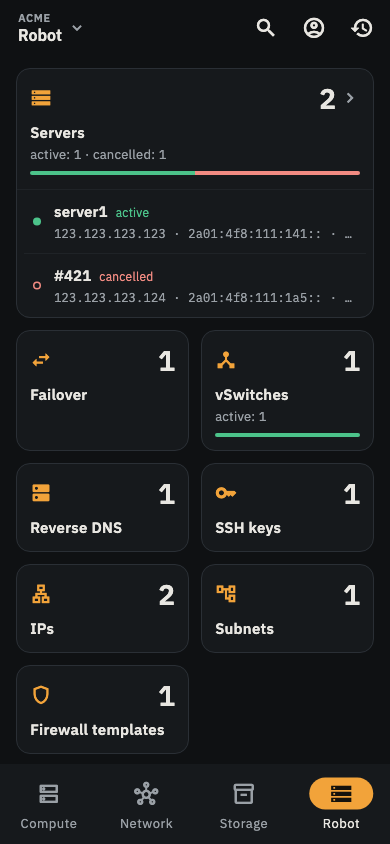 ACME
Robot
2
Servers
active: 1 · cancelled: 1
server1 active
123.123.123.123 · 2a01:4f8:111:141:: · …
#421 cancelled
123.123.123.124 · 2a01:4f8:111:1a5:: · …
1
Failover
1
vSwitches
active: 1
1
Reverse DNS
1
SSH keys
2
IPs
1
Subnets
1
Firewall templates
Compute
Network
Storage
Robot